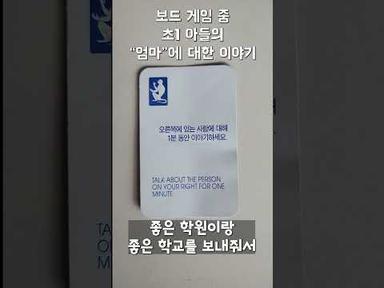 보드 게임 중
초1 아들의
“엄마”에 대한 이야기
오른쪽에 있는 사람에 대해
1분 동안 이야기하세요.
TALK ABOUT THE PERSON
ON YOUR RIGHT FOR ONE
MINUTE.
좋은 학원이랑
좋은 학교를 보내줘서